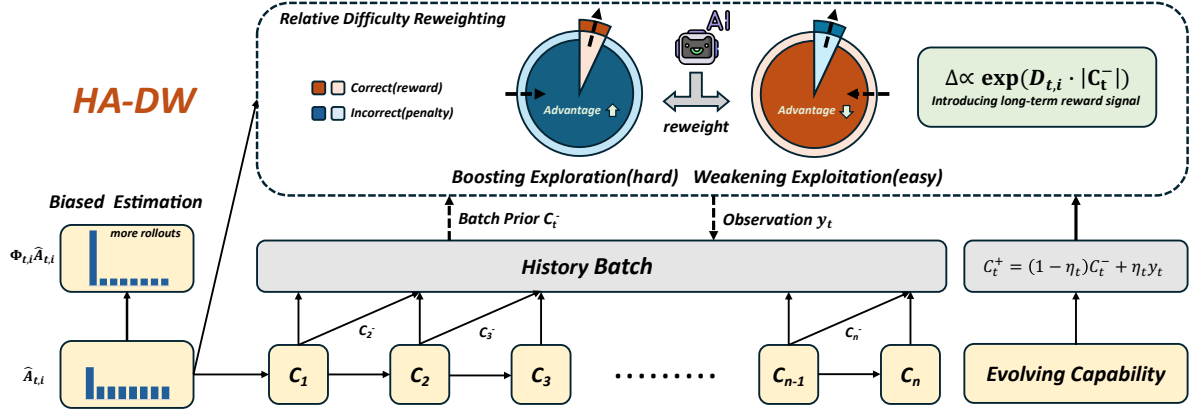 Relative Difficulty Reweighting
AI
HA-DW
Correct(reward)
Incorrect(penalty)
Advantage
reweight
Advantage
Δ∝ exp(D_{t,i} · |C_t^-|)
Introducing long-term reward signal
Boosting Exploration(hard)
Weakening Exploitation(easy)
Biased Estimation
more rollouts
Φ_{t,i}Â_{t,i}
Batch Prior C_t^-
Observation y_t
History Batch
C_t^+ = (1 − η_t)C_t^- + η_t y_t
C_2^-
C_3^-
C_n^-
Â_{t,i}
C_1
C_2
C_3
.........
C_{n-1}
C_n
Evolving Capability